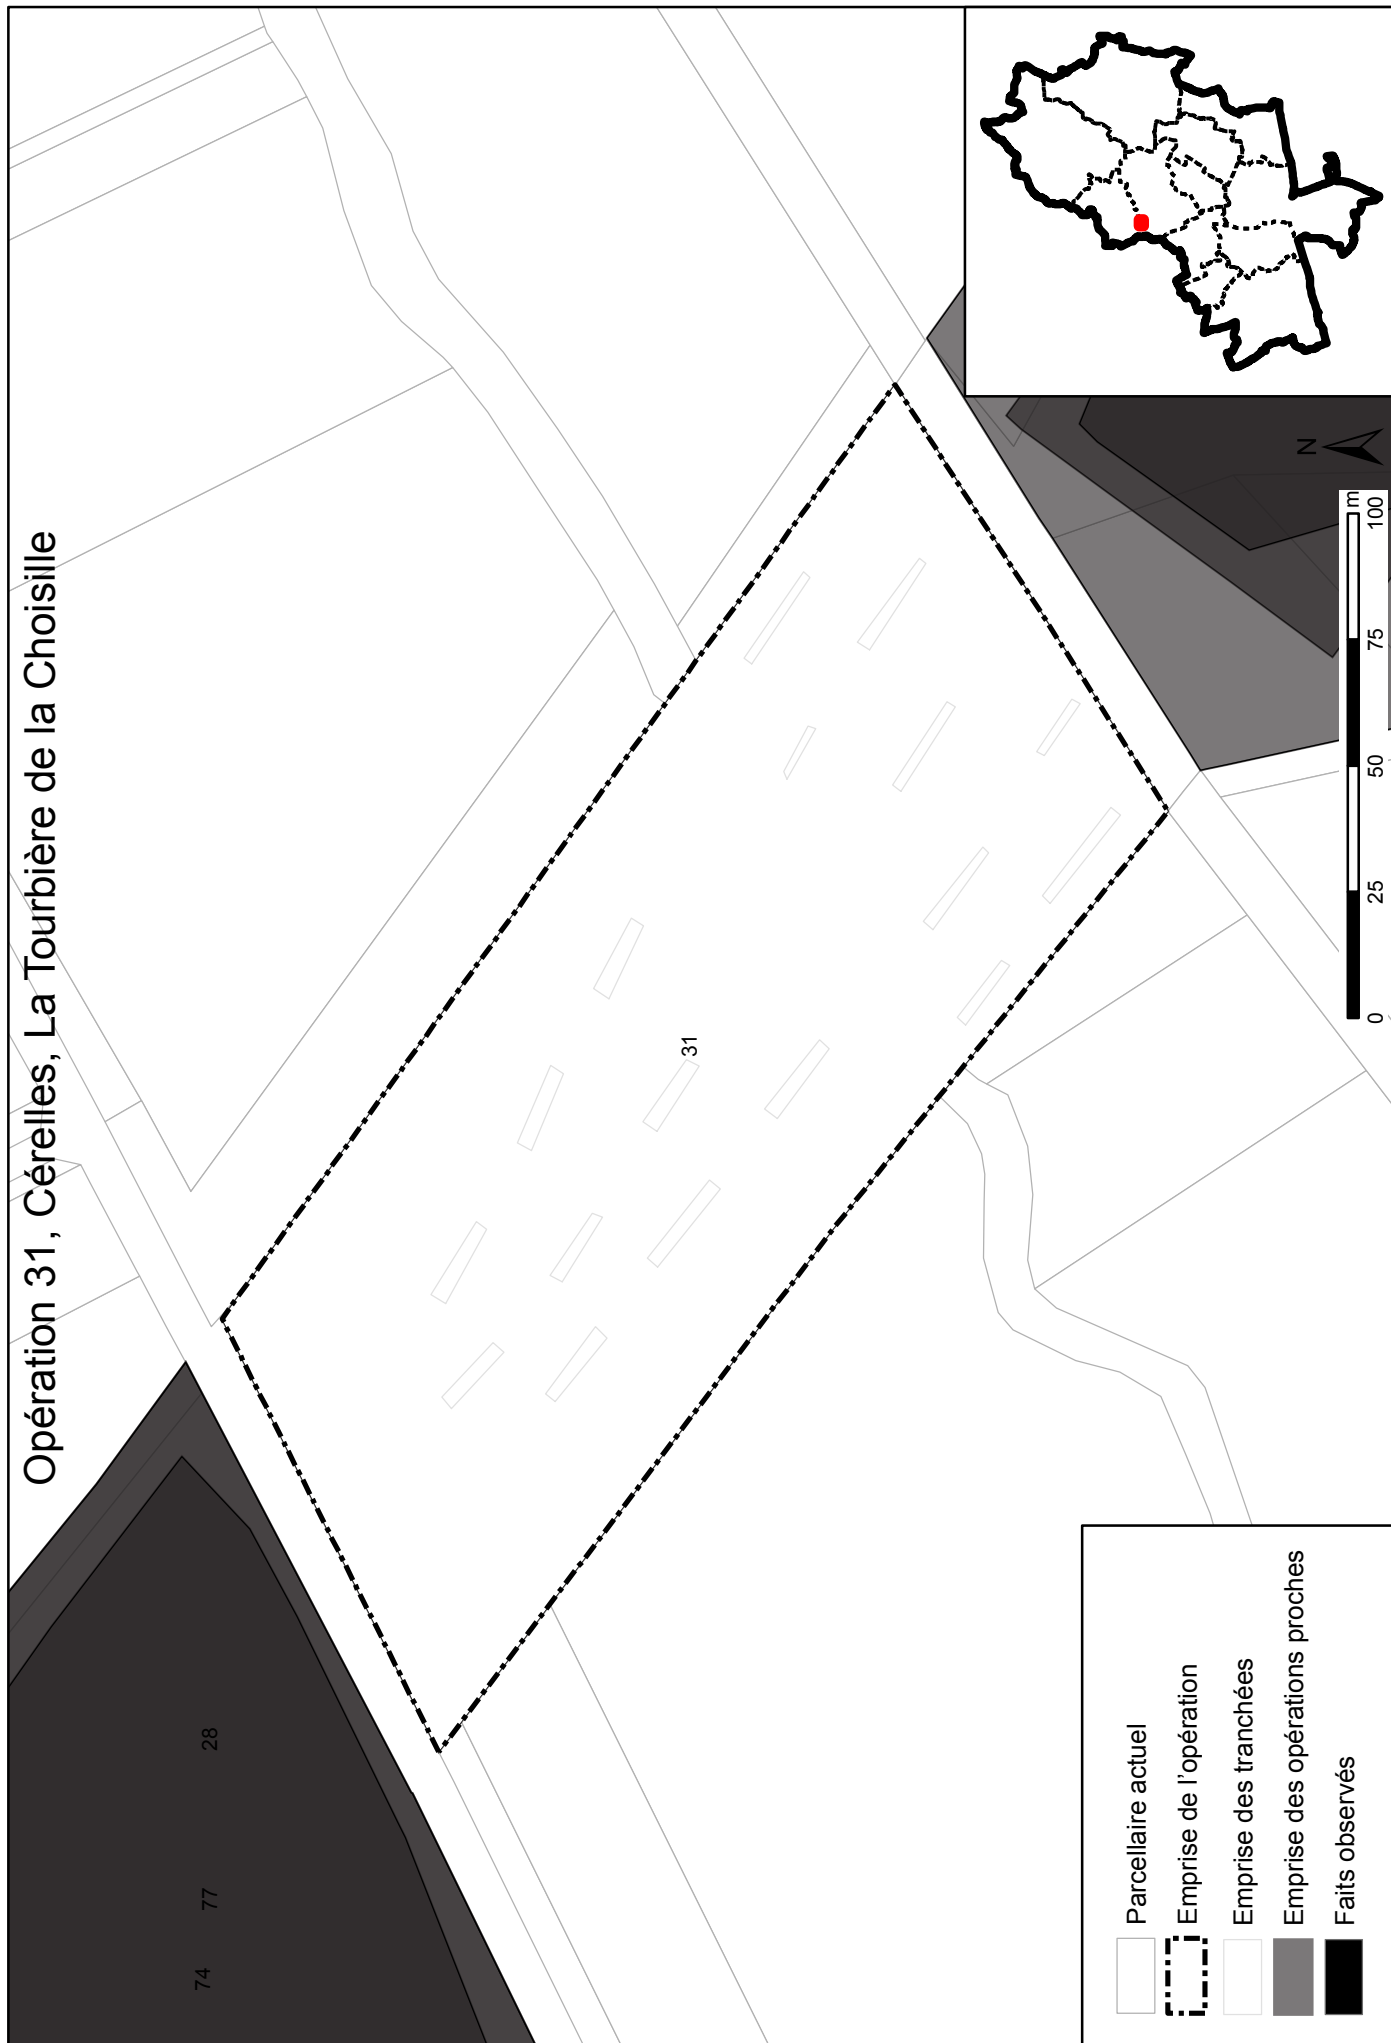 Opération 31, Cérelles, La Tourbière de la Choisille
28
77
74
31
N
0 25 50 75 100 m
Parcellaire actuel
Emprise de l'opération
Emprise des tranchées
Emprise des opérations proches
Faits observés